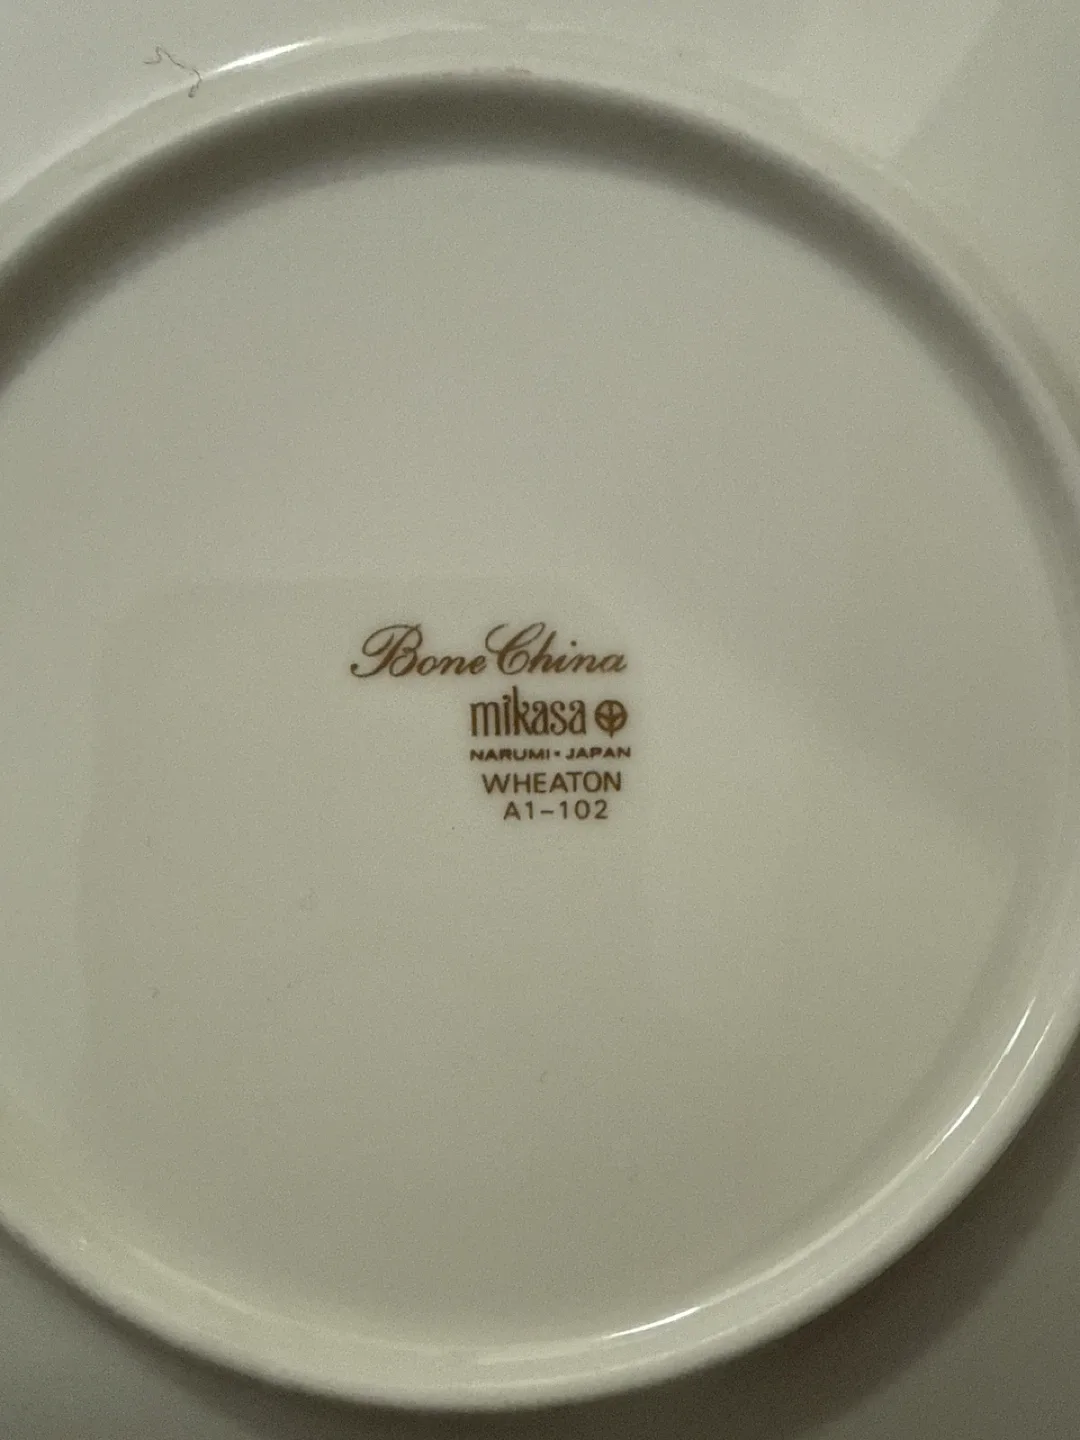 Bone China
mikasa
NARUMI • JAPAN
WHEATON
A1-102